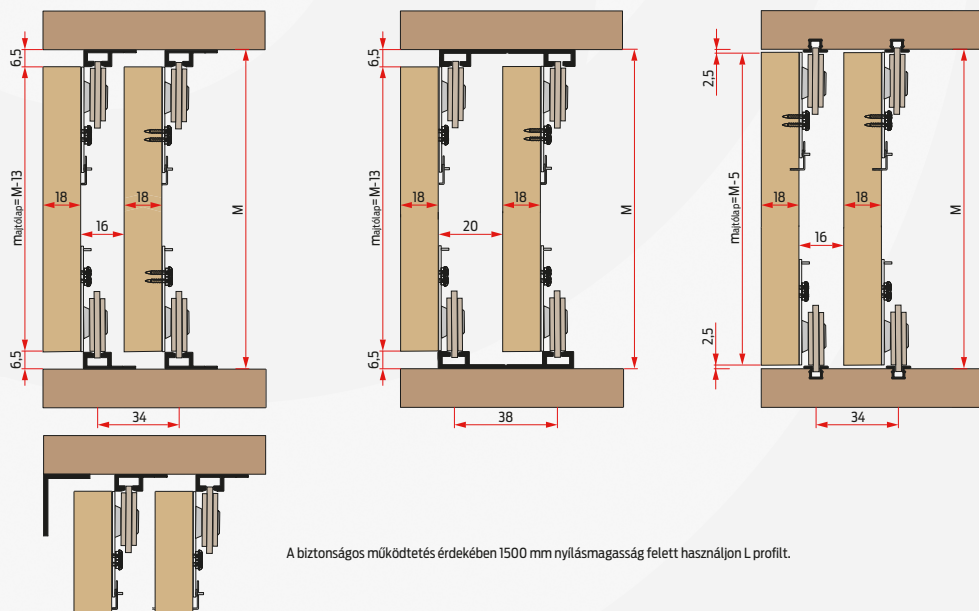 6,5
majtólap=M-13
6,5
18
18
16
M
34
6,5
majtólap=M-13
6,5
18
18
20
M
38
2,5
majtólap=M-5
2,5
18
18
16
M
34
A biztonságos működtetés érdekében 1500 mm nyílásmagasság felett használjon L profilt.